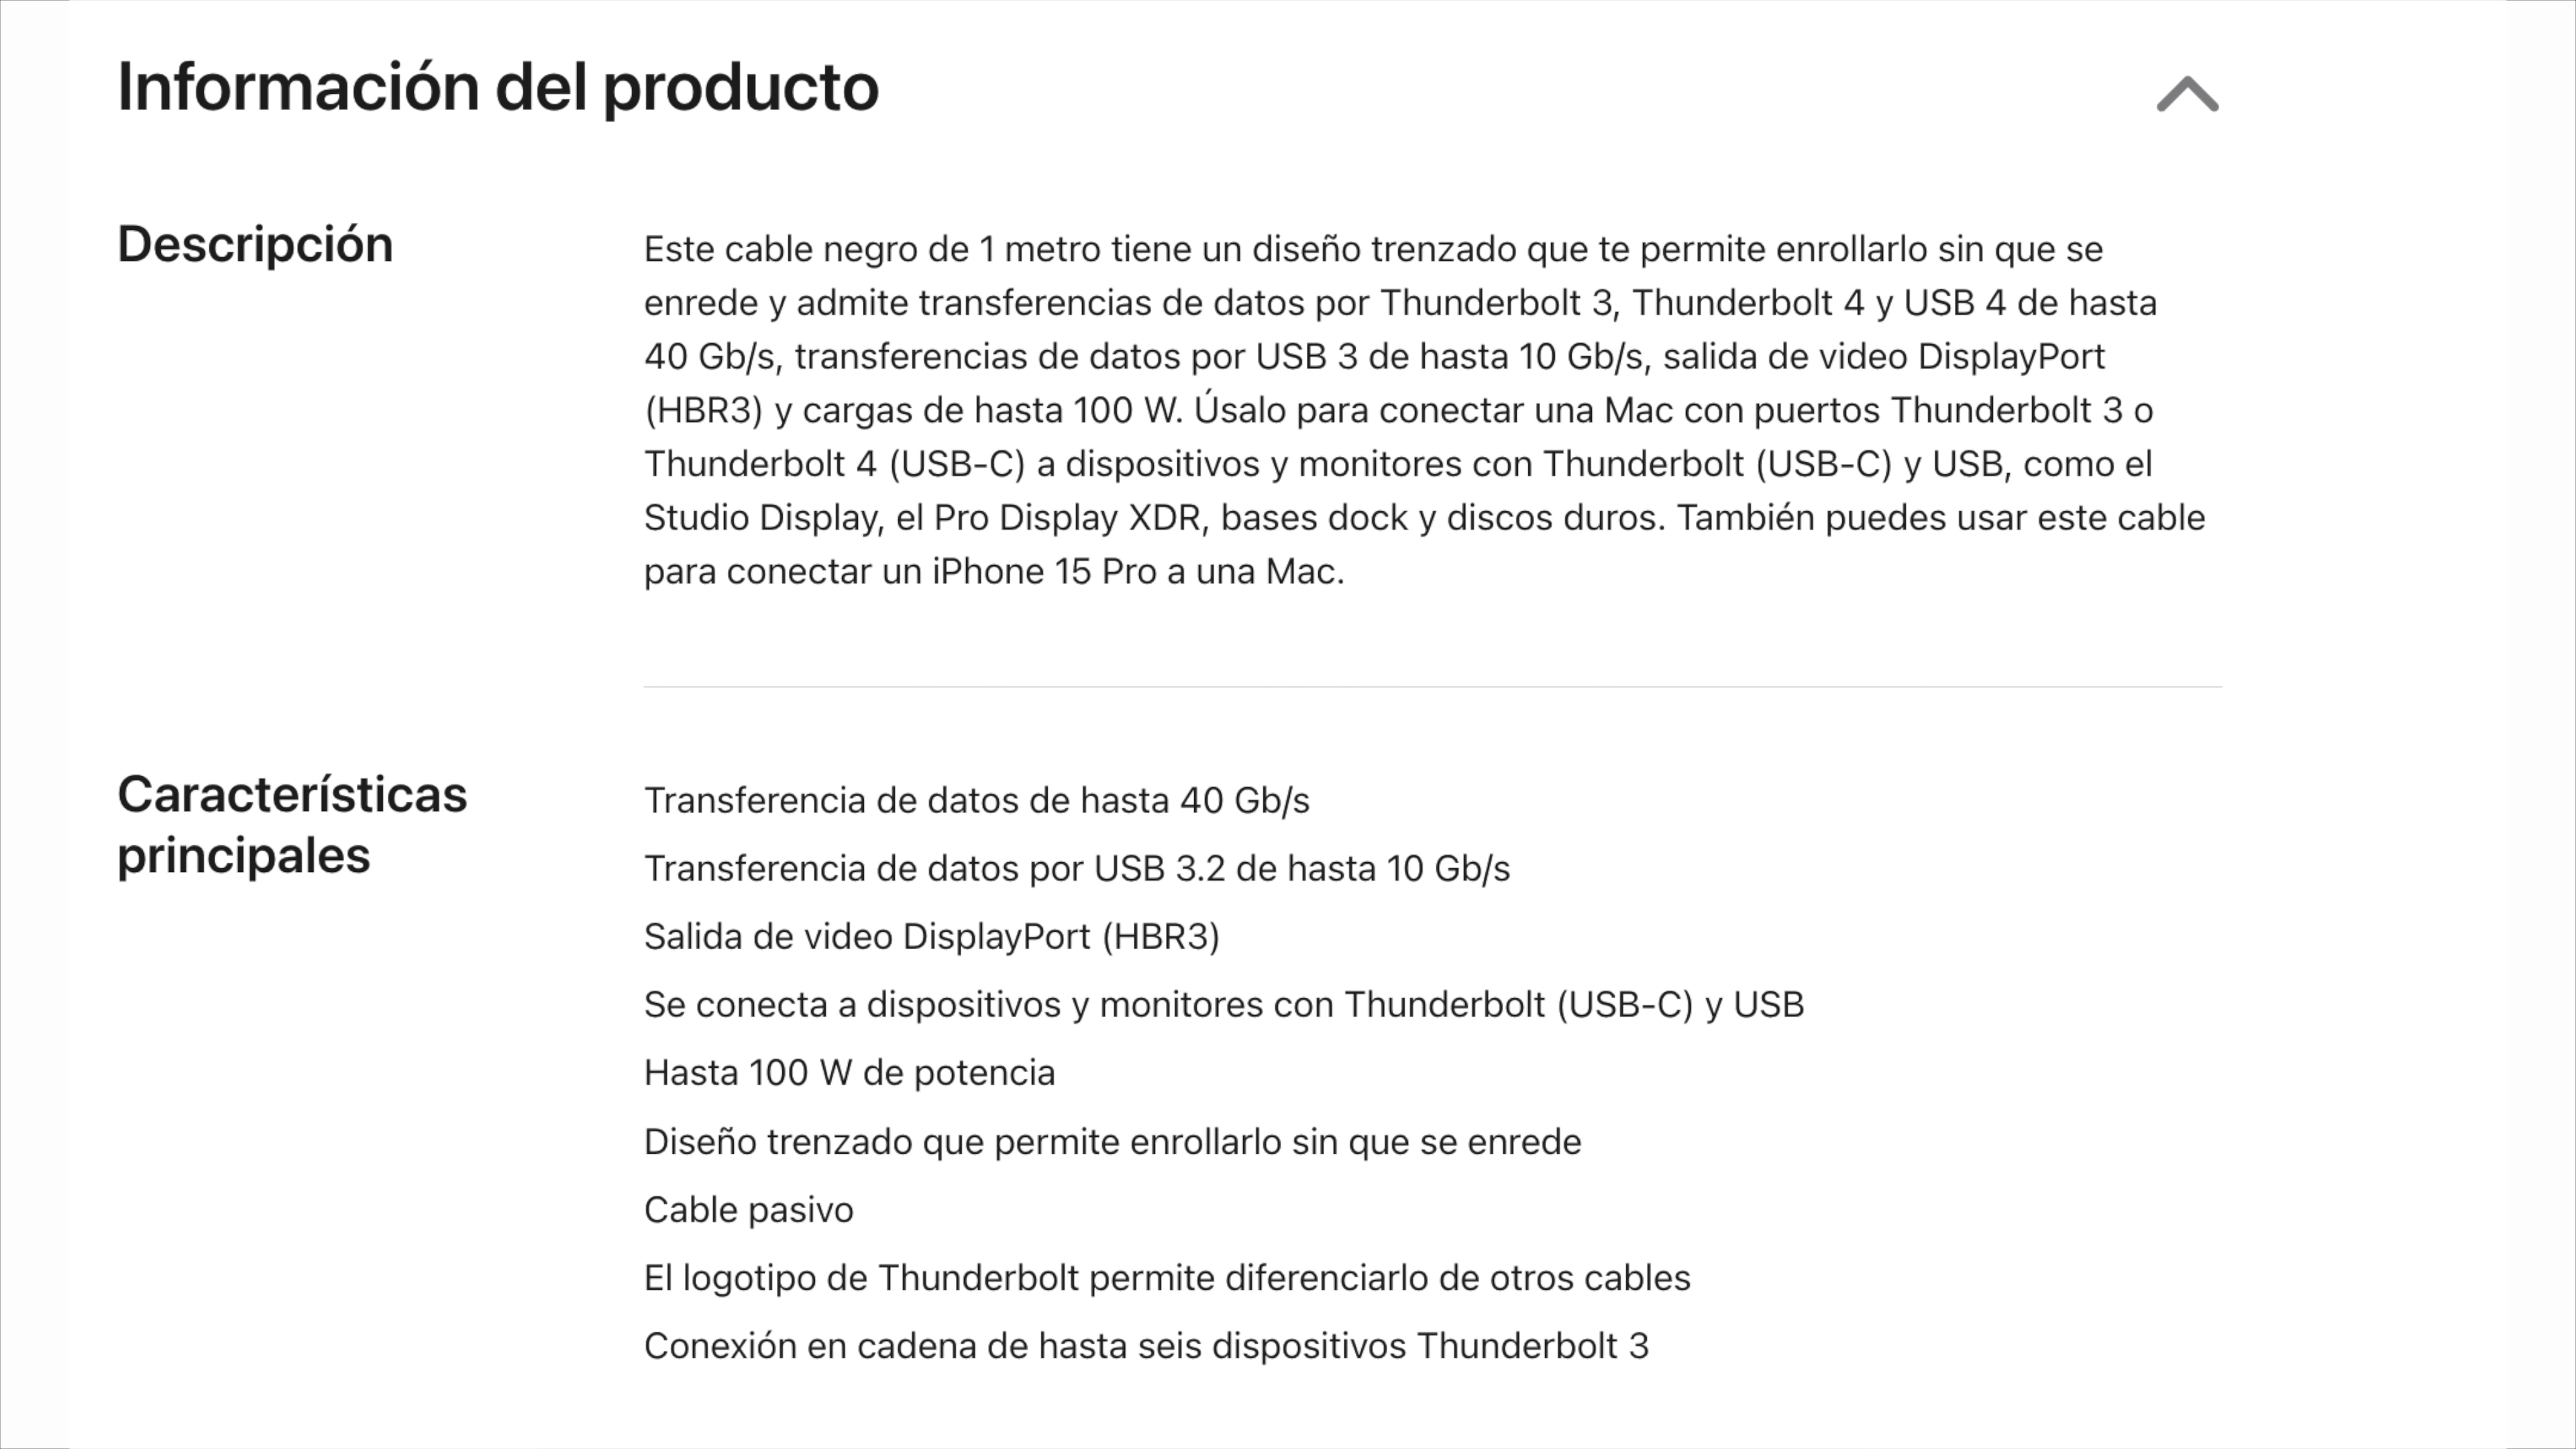 Información del producto
Descripción
Este cable negro de 1 metro tiene un diseño trenzado que te permite enrollarlo sin que se
enrede y admite transferencias de datos por Thunderbolt 3, Thunderbolt 4 y USB 4 de hasta
40 Gb/s, transferencias de datos por USB 3 de hasta 10 Gb/s, salida de video DisplayPort
(HBR3) y cargas de hasta 100 W. Úsalo para conectar una Mac con puertos Thunderbolt 3 o
Thunderbolt 4 (USB-C) a dispositivos y monitores con Thunderbolt (USB-C) y USB, como el
Studio Display, el Pro Display XDR, bases dock y discos duros. También puedes usar este cable
para conectar un iPhone 15 Pro a una Mac.
Características
principales
Transferencia de datos de hasta 40 Gb/s
Transferencia de datos por USB 3.2 de hasta 10 Gb/s
Salida de video DisplayPort (HBR3)
Se conecta a dispositivos y monitores con Thunderbolt (USB-C) y USB
Hasta 100 W de potencia
Diseño trenzado que permite enrollarlo sin que se enrede
Cable pasivo
El logotipo de Thunderbolt permite diferenciarlo de otros cables
Conexión en cadena de hasta seis dispositivos Thunderbolt 3